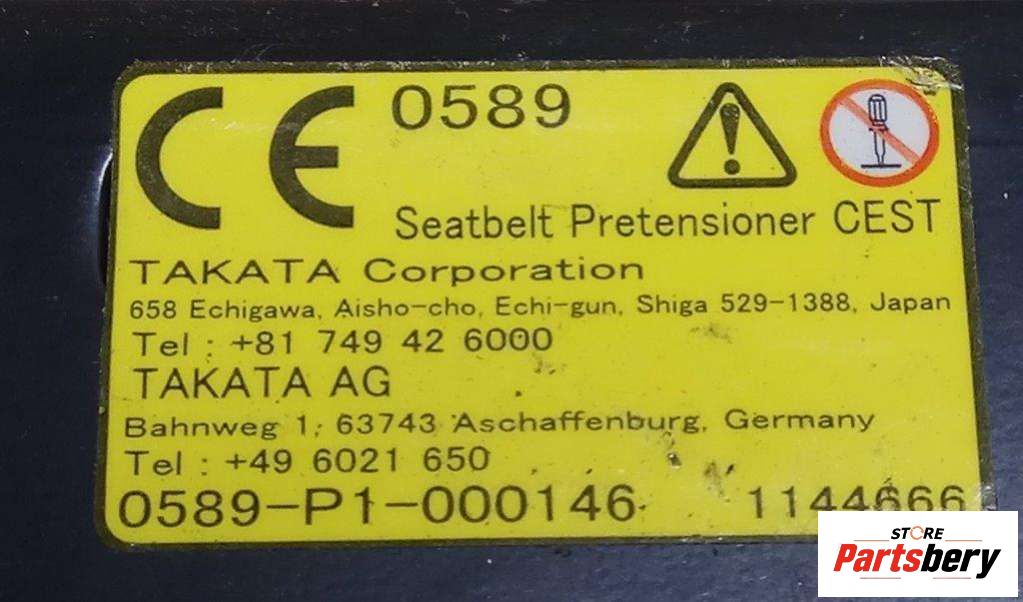 CE 0589
Seatbelt Pretensioner CEST
TAKATA Corporation
658 Echigawa, Aisho-cho, Echi-gun, Shiga 529-1388, Japan
Tel : +81 749 42 6000
TAKATA AG
Bahnweg 1, 63743 Aschaffenburg, Germany
Tel : +49 6021 650
0589-P1-000146 1144666
STORE
Partsbery